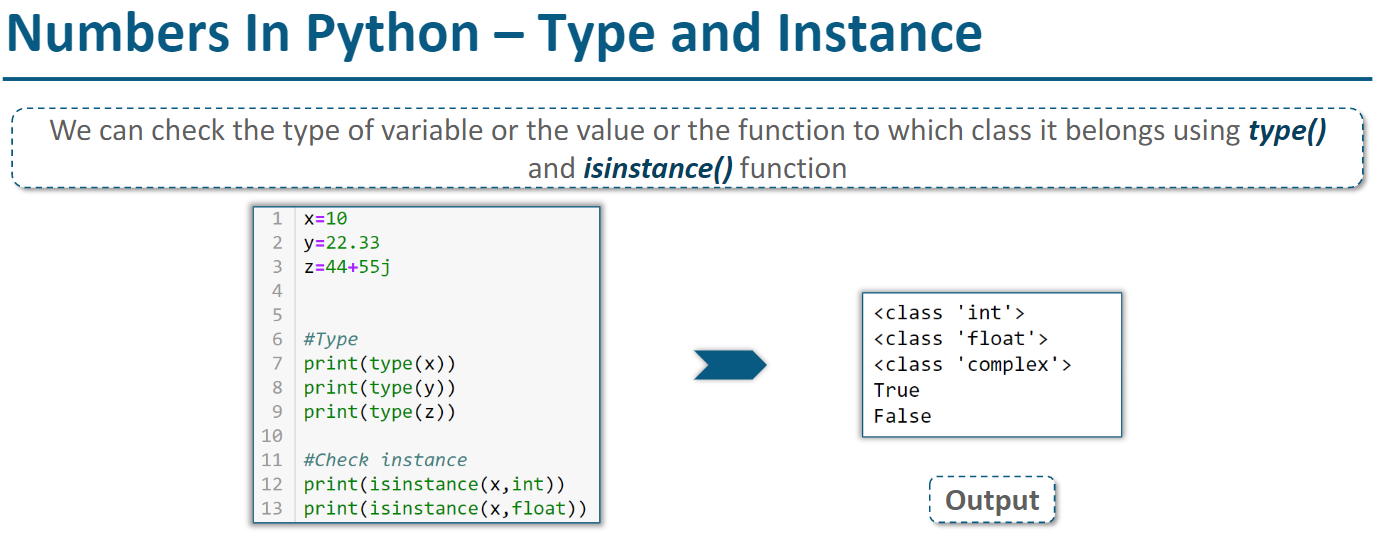 Numbers In Python – Type and Instance
We can check the type of variable or the value or the function to which class it belongs using type()
and isinstance() function
1 x=10
2 y=22.33
3 z=44+55j
4
5
6 #Type
7 print(type(x))
8 print(type(y))
9 print(type(z))
10
11 #Check instance
12 print(isinstance(x,int))
13 print(isinstance(x,float))
<class 'int'>
<class 'float'>
<class 'complex'>
True
False
Output